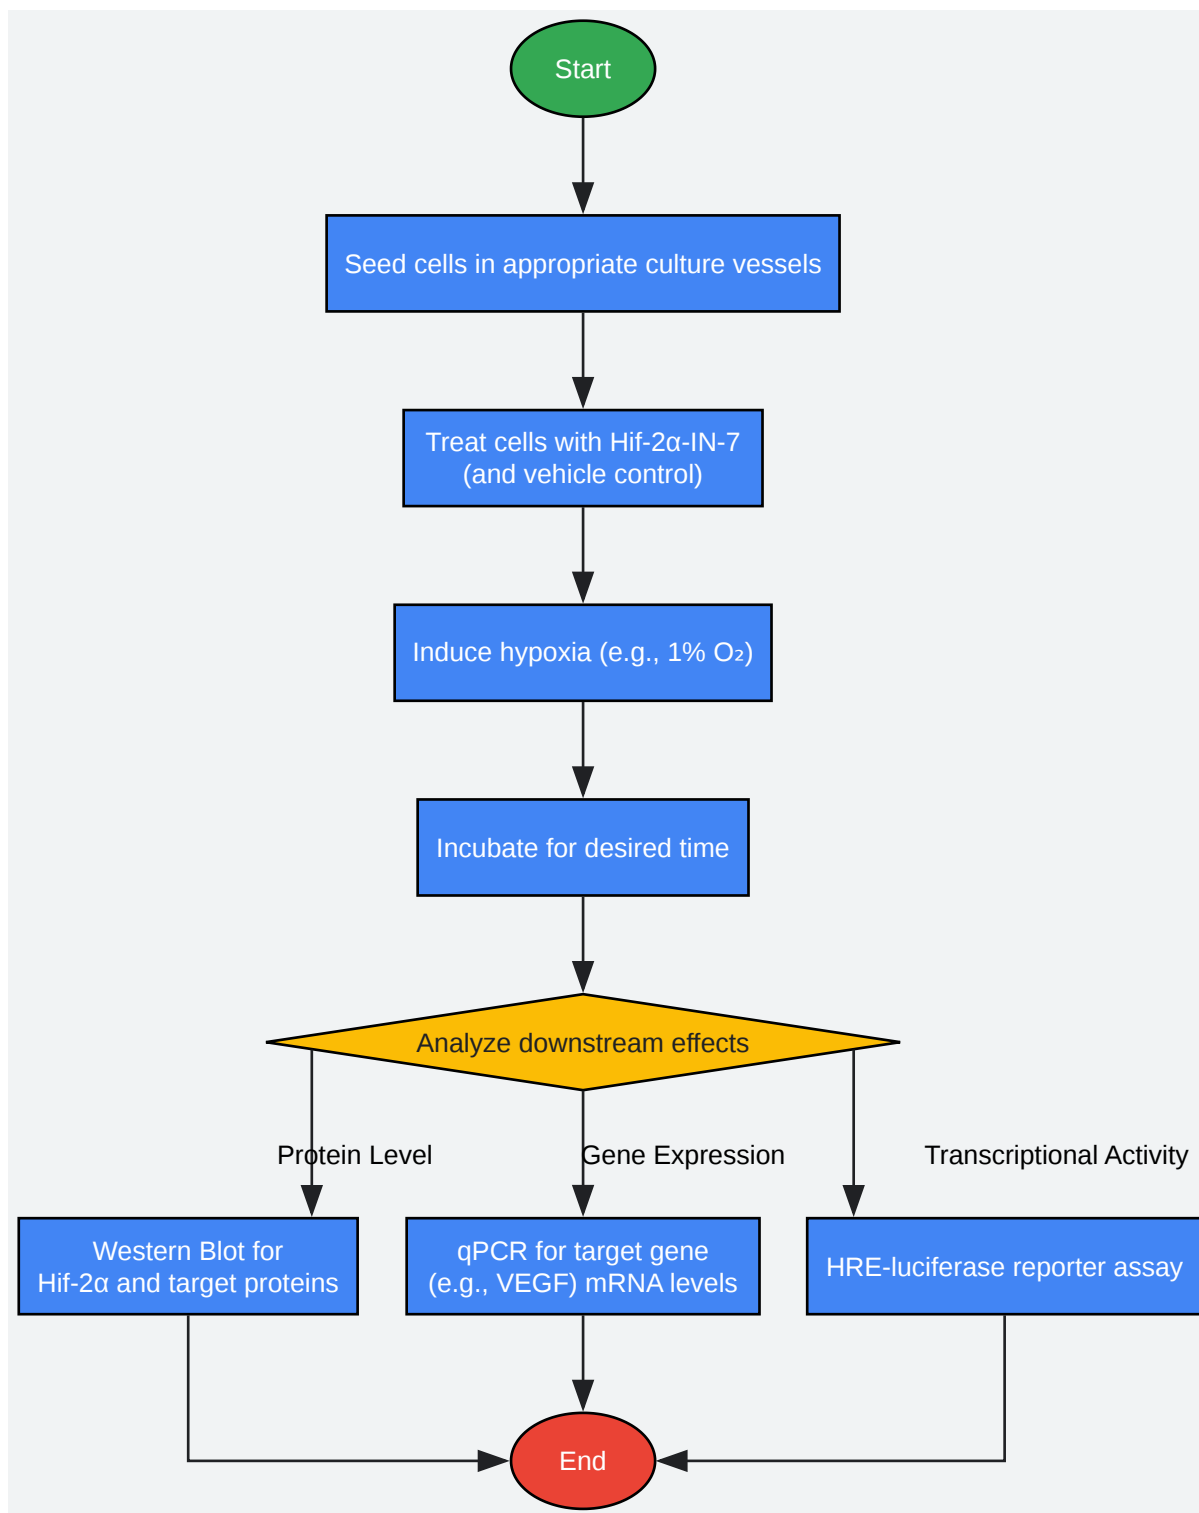 Start
Seed cells in appropriate culture vessels
Treat cells with Hif-2α-IN-7
(and vehicle control)
Induce hypoxia (e.g., 1% O₂)
Incubate for desired time
Analyze downstream effects
Protein Level
Gene Expression
Transcriptional Activity
Western Blot for
Hif-2α and target proteins
qPCR for target gene
(e.g., VEGF) mRNA levels
HRE-luciferase reporter assay
End